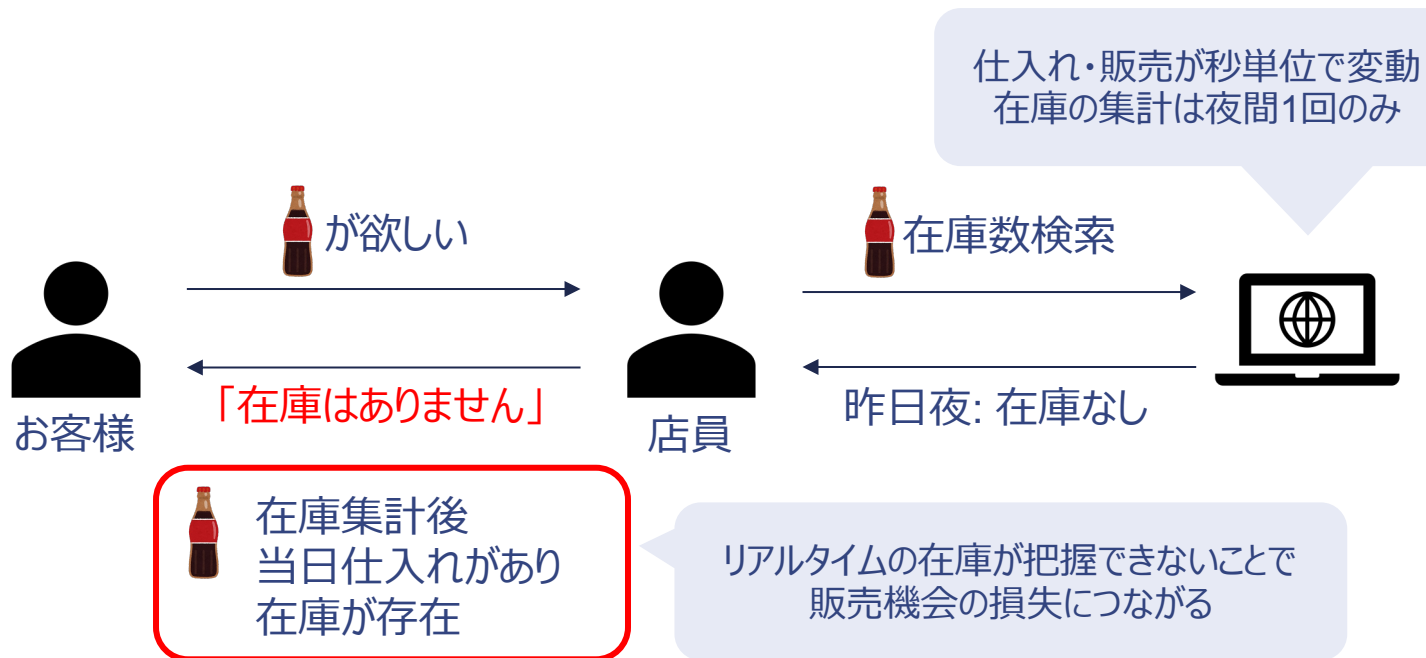 仕入れ・販売が秒単位で変動
在庫の集計は夜間1回のみ
が欲しい
在庫数検索
「在庫はありません」
昨日夜: 在庫なし
お客様
店員
在庫集計後
当日仕入れがあり
在庫が存在
リアルタイムの在庫が把握できないことで
販売機会の損失につながる